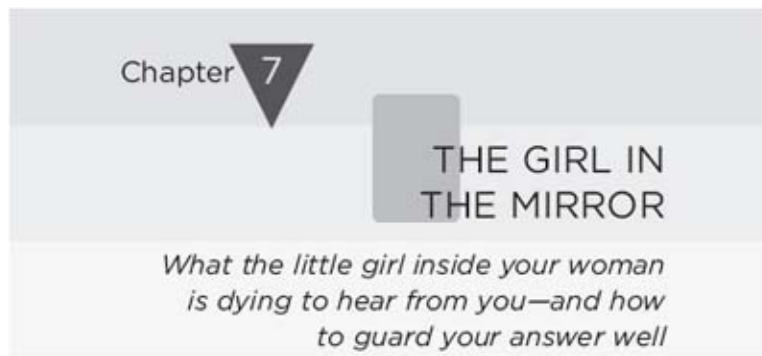 Chapter 7
THE GIRL IN
THE MIRROR
What the little girl inside your woman
is dying to hear from you—and how
to guard your answer well